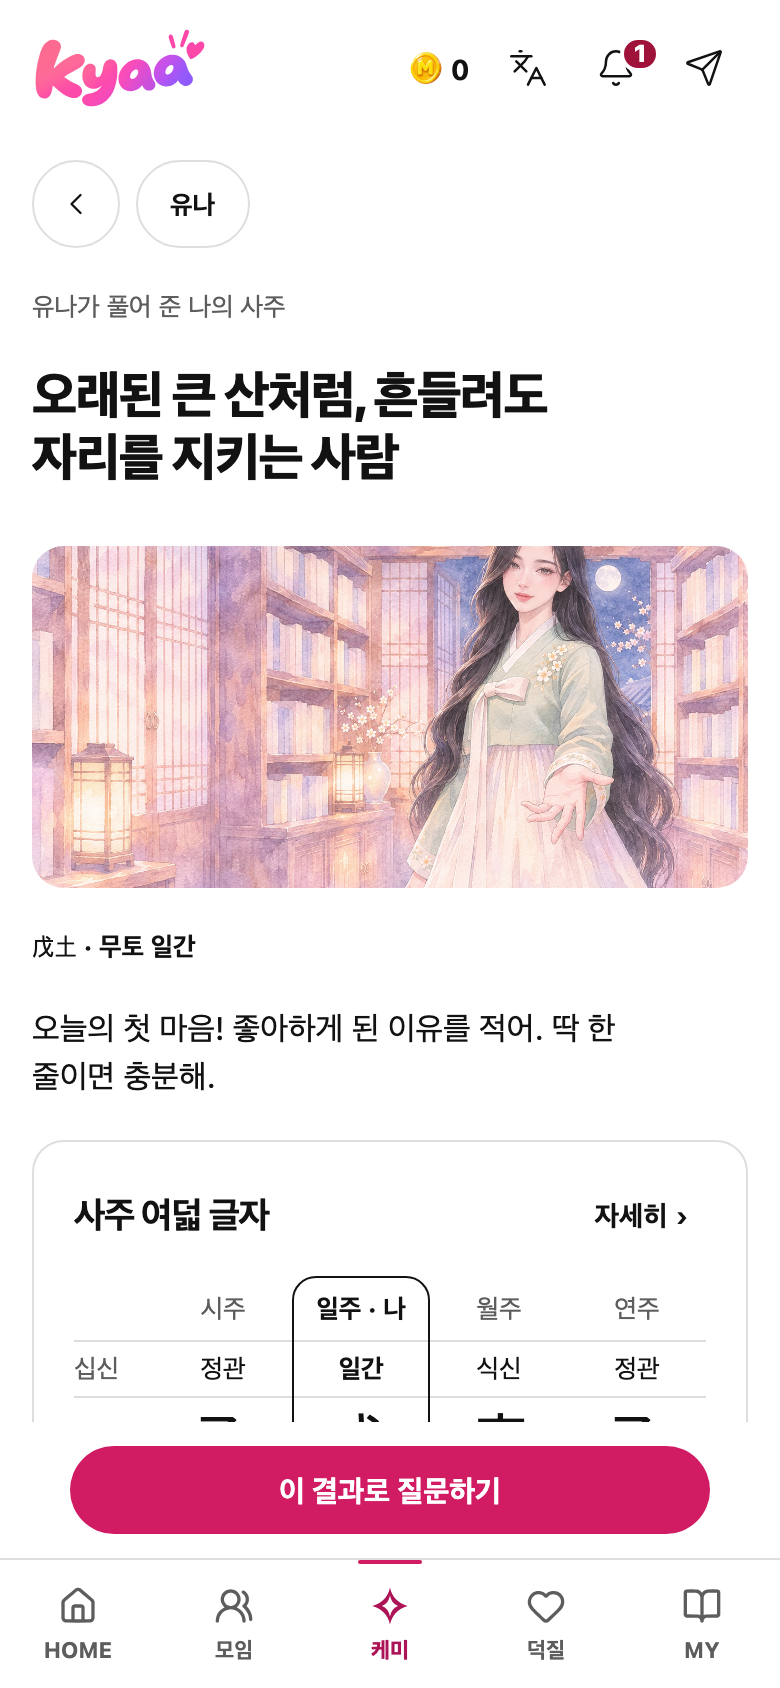 kyaa
M 0
1
유나
유나가 풀어 준 나의 사주
오래된 큰 산처럼, 흔들려도
자리를 지키는 사람
戊土 · 무토 일간
오늘의 첫 마음! 좋아하게 된 이유를 적어. 딱 한
줄이면 충분해.
사주 여덟 글자 자세히 ›
시주 일주 · 나 월주 연주
십신 정관 일간 식신 정관
이 결과로 질문하기
HOME 모임 케미 덕질 MY